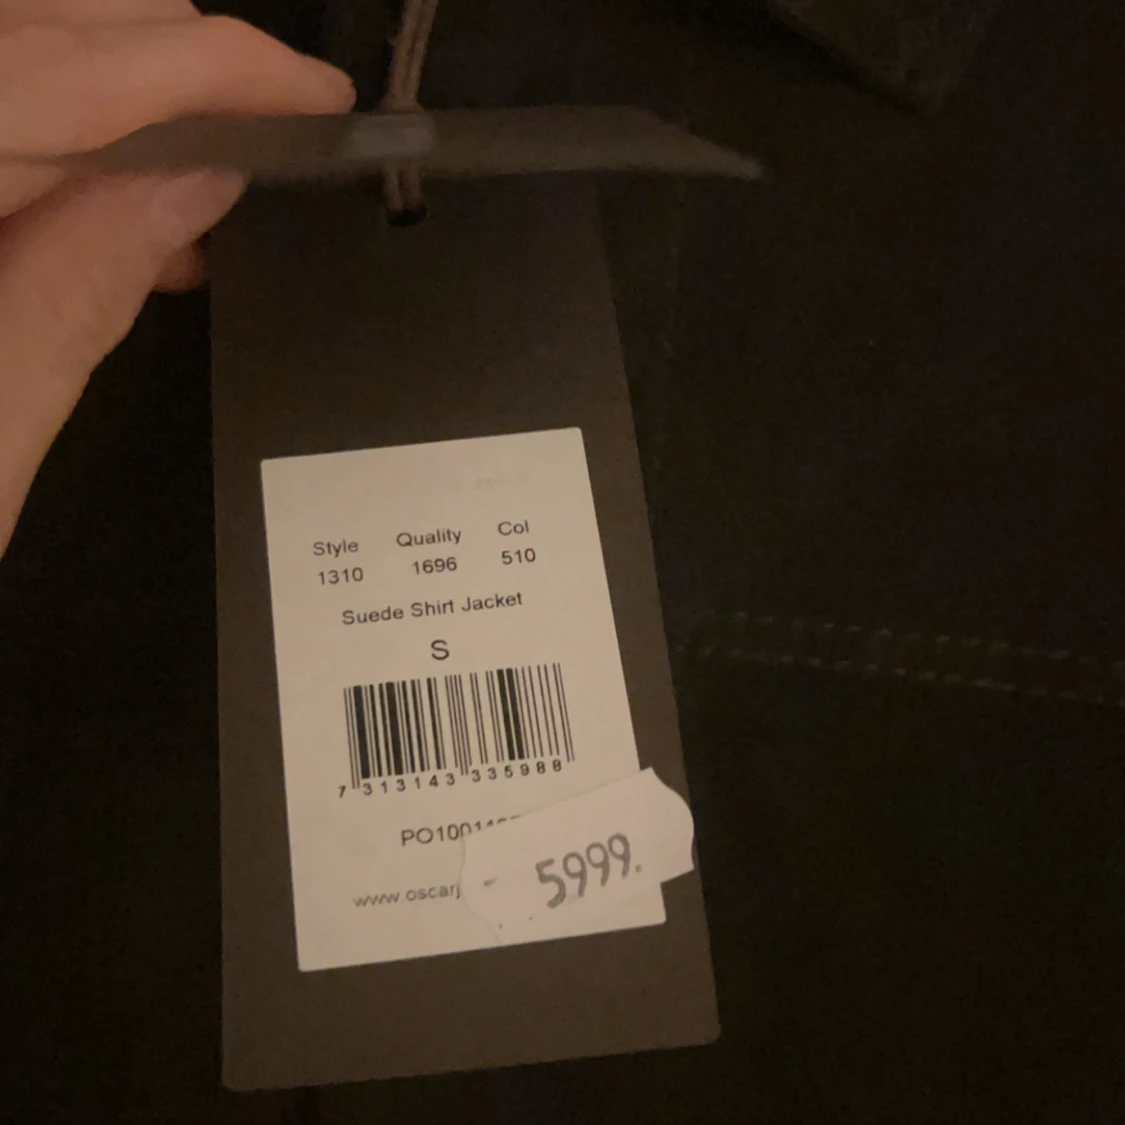 Style Quality Col
1310 1696 510
Suede Shirt Jacket
S
7 313143 335988
5999.